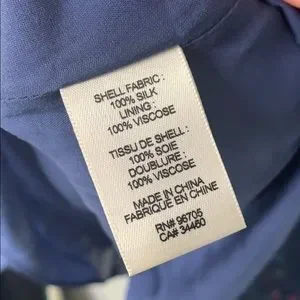 SHELL FABRIC :
100% SILK
LINING :
100% VISCOSE
TISSU DE SHELL :
100% SOIE
DOUBLURE :
100% VISCOSE
MADE IN CHINA
FABRIQUE EN CHINE
RN# 96705
CA# 34460